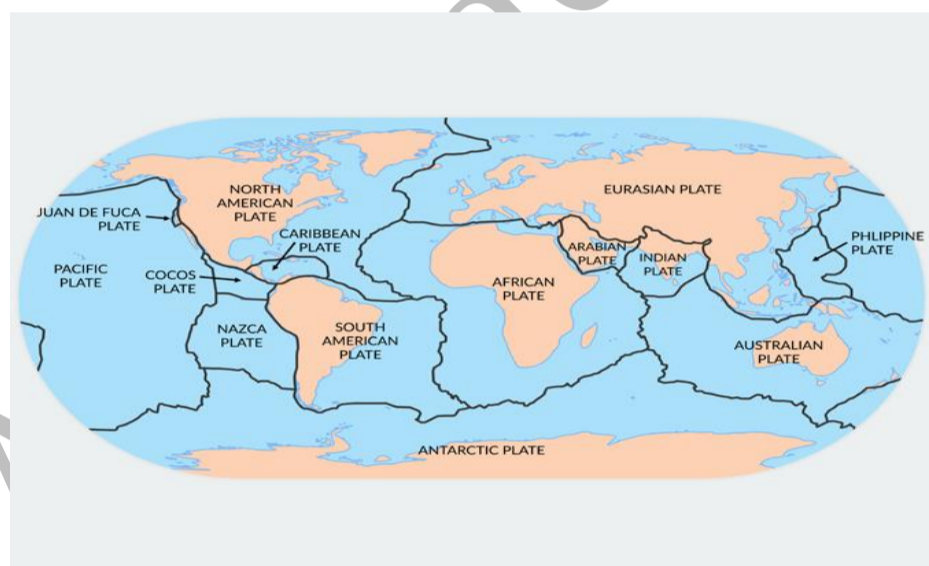 NORTH
AMERICAN
PLATE
EURASIAN PLATE
JUAN DE FUCA
PLATE
CARIBBEAN
PLATE
PHLIPPINE
PLATE
ARABIAN
PLATE
INDIAN
PLATE
PACIFIC
PLATE
COCOS
PLATE
AFRICAN
PLATE
NAZCA
PLATE
SOUTH
AMERICAN
PLATE
AUSTRALIAN
PLATE
ANTARCTIC PLATE